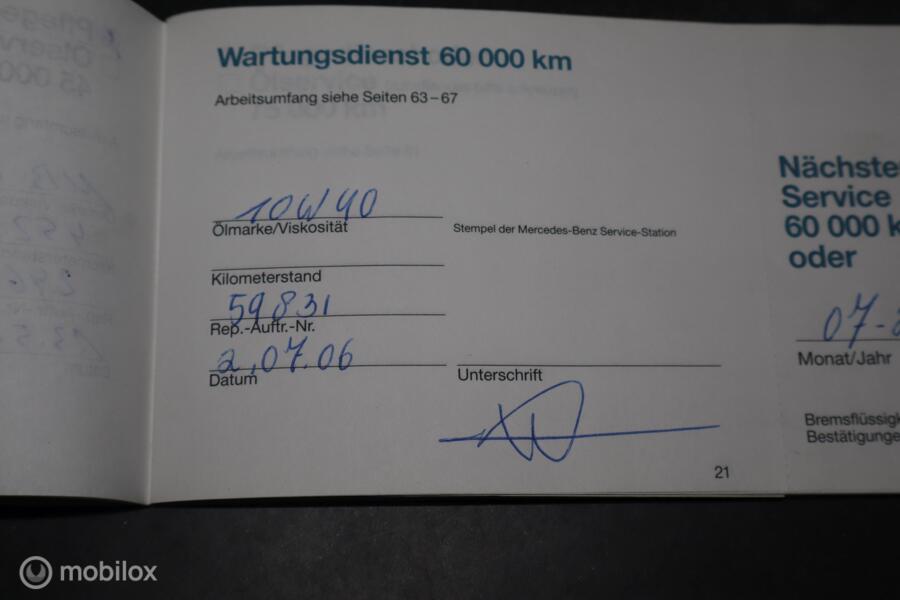 Wartungsdienst 60 000 km
Arbeitsumfang siehe Seiten 63–67
10W40
Ölmarke/Viskosität
Stempel der Mercedes-Benz Service-Station
Kilometerstand
59831
Rep.-Auftr.-Nr.
2,07.06
Datum
Unterschrift
21
Nächste
Service
60 000 k
oder
07-
Monat/Jahr
Bremsflüssig
Bestätigunge
mobilox